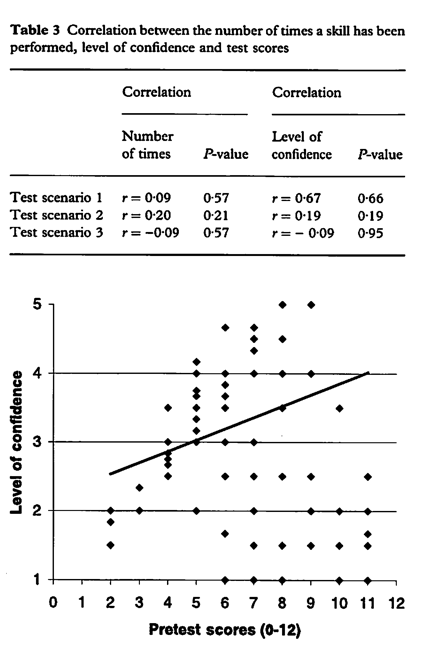 Table 3 Correlation between the number of times a skill has been
performed, level of confidence and test scores
Correlation Correlation
Number Level of
of times P-value confidence P-value
Test scenario 1 r = 0·09 0·57 r = 0·67 0·66
Test scenario 2 r = 0·20 0·21 r = 0·19 0·19
Test scenario 3 r = −0·09 0·57 r = − 0·09 0·95
5
4
3
2
1
Level of confidence
0 1 2 3 4 5 6 7 8 9 10 11 12
Pretest scores (0-12)